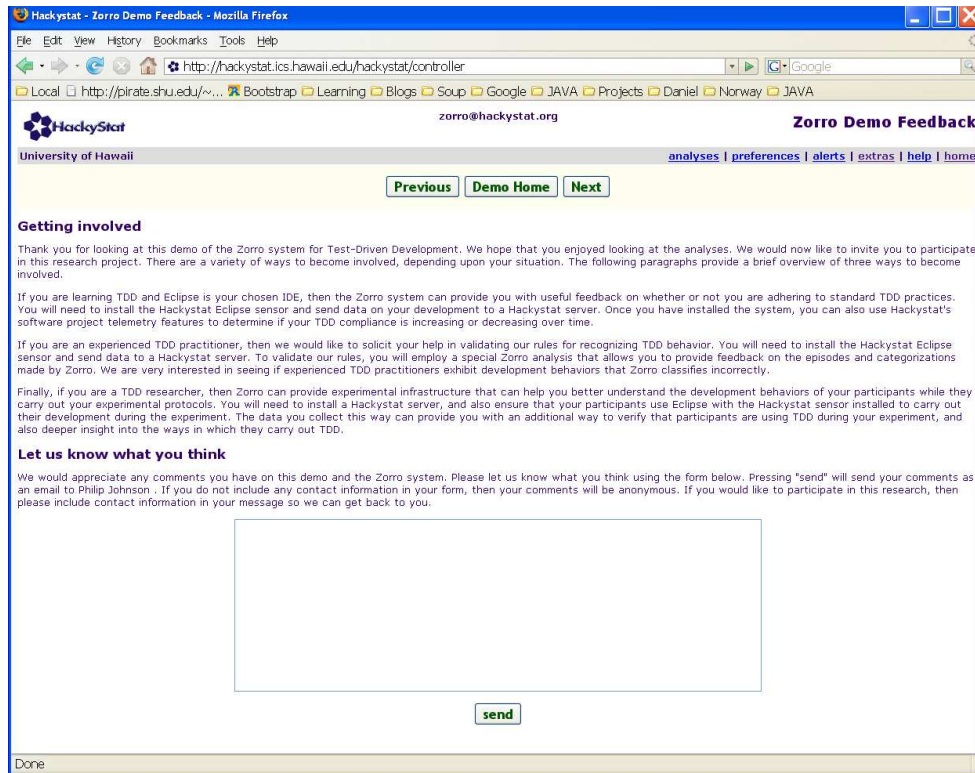 Hackystat - Zorro Demo Feedback - Mozilla Firefox
File Edit View History Bookmarks Tools Help
http://hackystat.ics.hawaii.edu/hackystat/controller
G Google
Local http://pirate.shu.edu/~... Bootstrap Learning Blogs Soup Google JAVA Projects Daniel Norway JAVA
HackyStat
zorro@hackystat.org
Zorro Demo Feedback
University of Hawaii
analyses | preferences | alerts | extras | help | home
Previous Demo Home Next
Getting involved
Thank you for looking at this demo of the Zorro system for Test-Driven Development. We hope that you enjoyed looking at the analyses. We would now like to invite you to participate
in this research project. There are a variety of ways to become involved, depending upon your situation. The following paragraphs provide a brief overview of three ways to become
involved.
If you are learning TDD and Eclipse is your chosen IDE, then the Zorro system can provide you with useful feedback on whether or not you are adhering to standard TDD practices.
You will need to install the Hackystat Eclipse sensor and send data on your development to a Hackystat server. Once you have installed the system, you can also use Hackystat's
software project telemetry features to determine if your TDD compliance is increasing or decreasing over time.
If you are an experienced TDD practitioner, then we would like to solicit your help in validating our rules for recognizing TDD behavior. You will need to install the Hackystat Eclipse
sensor and send data to a Hackystat server. To validate our rules, you will employ a special Zorro analysis that allows you to provide feedback on the episodes and categorizations
made by Zorro. We are very interested in seeing if experienced TDD practitioners exhibit development behaviors that Zorro classifies incorrectly.
Finally, if you are a TDD researcher, then Zorro can provide experimental infrastructure that can help you better understand the development behaviors of your participants while they
carry out your experimental protocols. You will need to install a Hackystat server, and also ensure that your participants use Eclipse with the Hackystat sensor installed to carry out
their development during the experiment. The data you collect this way can provide you with an additional way to verify that participants are using TDD during your experiment, and
also deeper insight into the ways in which they carry out TDD.
Let us know what you think
We would appreciate any comments you have on this demo and the Zorro system. Please let us know what you think using the form below. Pressing "send" will send your comments as
an email to Philip Johnson . If you do not include any contact information in your form, then your comments will be anonymous. If you would like to participate in this research, then
please include contact information in your message so we can get back to you.
send
Done